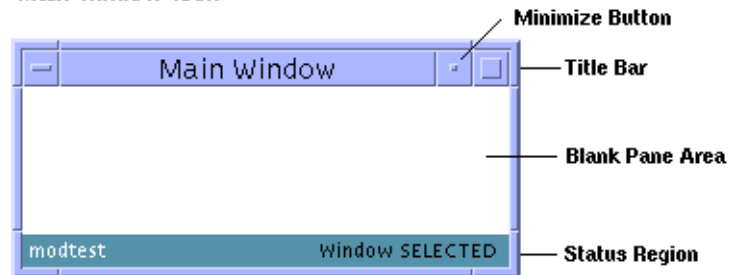 Minimize Button
Main Window
Title Bar
Blank Pane Area
modtest
Window SELECTED
Status Region